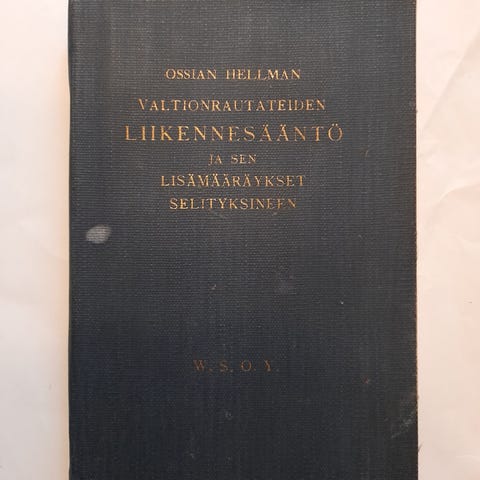 OSSIAN HELLMAN
VALTIONRAUTATEIDEN
LIIKENNESÄÄNTÖ
JA SEN
LISÄMÄÄRÄYKSET
SELITYKSINEEN
W. S. O. Y.